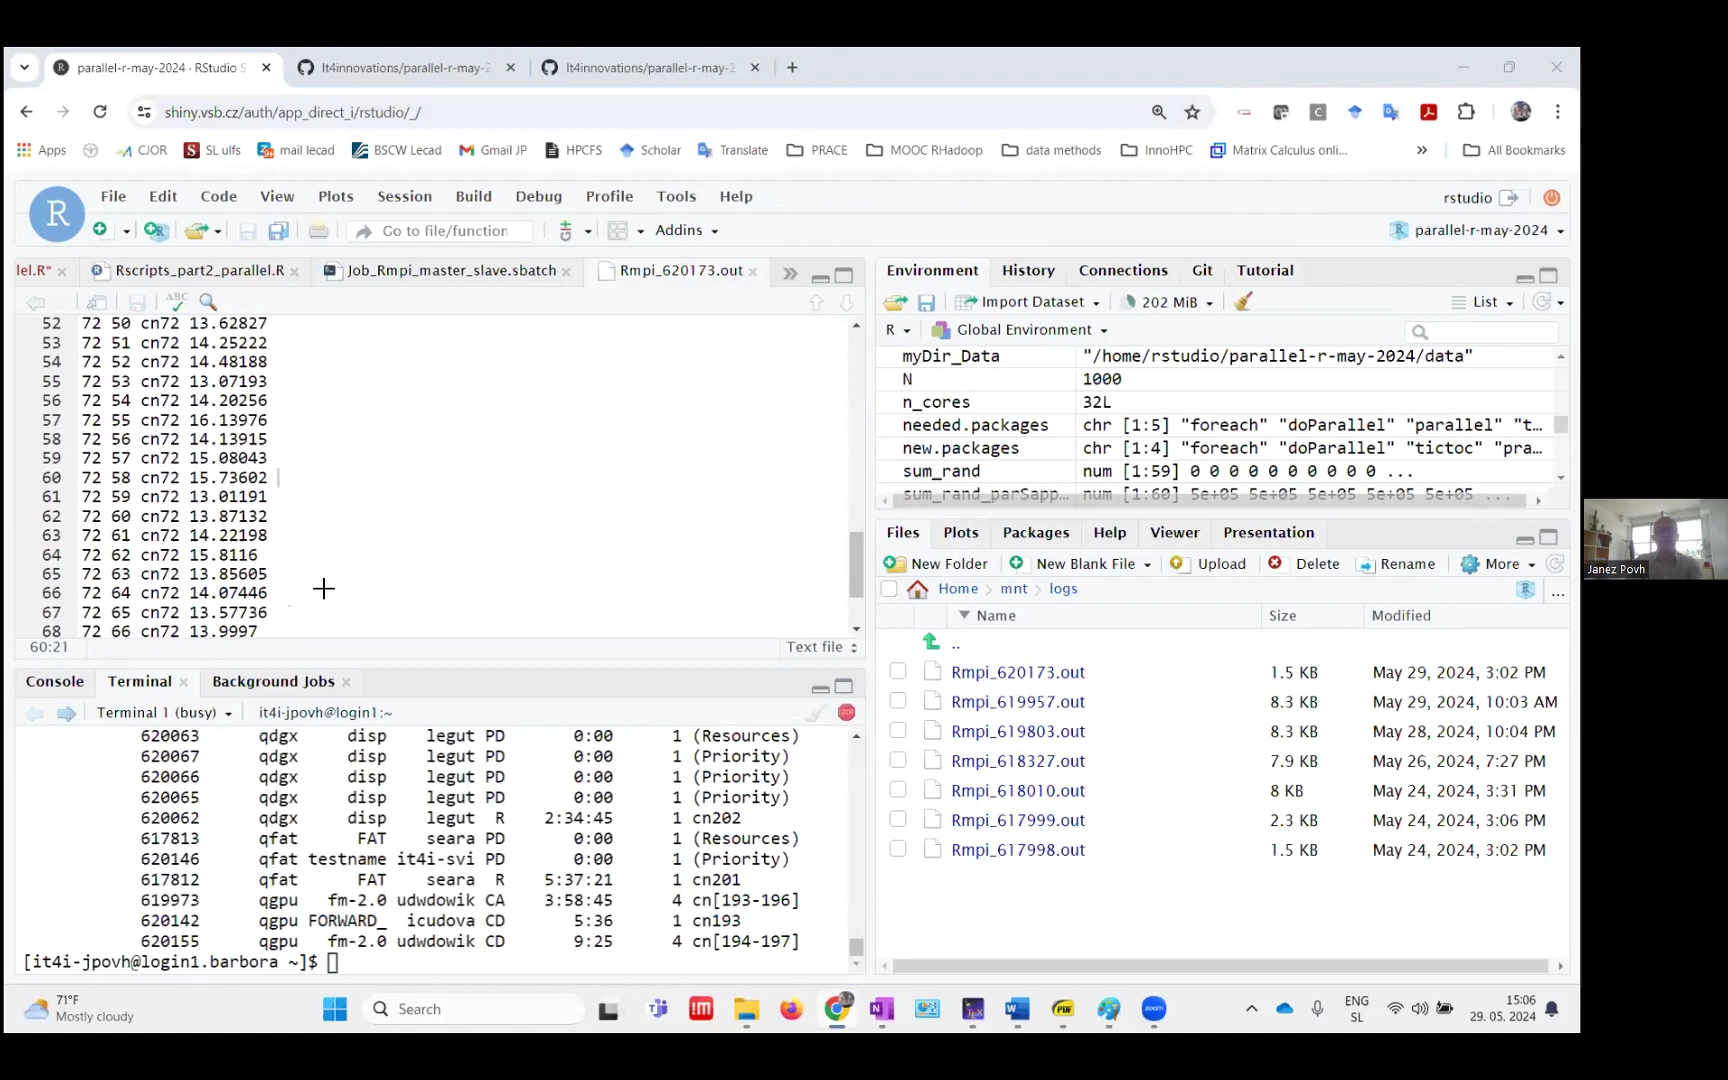 parallel-r-may-2024 · RStudio S
It4innovations/parallel-r-may-2
It4innovations/parallel-r-may-2
shiny.vsb.cz/auth/app_direct_i/rstudio/_/
Apps
CJOR
SL ulfs
mail lecad
BSCW Lecad
Gmail JP
HPCFS
Scholar
Translate
PRACE
MOOC RHadoop
data methods
InnoHPC
Matrix Calculus onli...
All Bookmarks
File Edit Code View Plots Session Build Debug Profile Tools Help
rstudio
Go to file/function
Addins
parallel-r-may-2024
lel.R*
Rscripts_part2_parallel.R
Job_Rmpi_master_slave.sbatch
Rmpi_620173.out
52 72 50 cn72 13.62827
53 72 51 cn72 14.25222
54 72 52 cn72 14.48188
55 72 53 cn72 13.07193
56 72 54 cn72 14.20256
57 72 55 cn72 16.13976
58 72 56 cn72 14.13915
59 72 57 cn72 15.08043
60 72 58 cn72 15.73602
61 72 59 cn72 13.01191
62 72 60 cn72 13.87132
63 72 61 cn72 14.22198
64 72 62 cn72 15.8116
65 72 63 cn72 13.85605
66 72 64 cn72 14.07446
67 72 65 cn72 13.57736
68 72 66 cn72 13.9997
60:21
Text file
Console
Terminal
Background Jobs
Terminal 1 (busy)
it4i-jpovh@login1:~
620063 qdgx disp legut PD 0:00 1 (Resources)
620067 qdgx disp legut PD 0:00 1 (Priority)
620066 qdgx disp legut PD 0:00 1 (Priority)
620065 qdgx disp legut PD 0:00 1 (Priority)
620062 qdgx disp legut R 2:34:45 1 cn202
617813 qfat FAT seara PD 0:00 1 (Resources)
620146 qfat testname it4i-svi PD 0:00 1 (Priority)
617812 qfat FAT seara R 5:37:21 1 cn201
619973 qgpu fm-2.0 udwdowik CA 3:58:45 4 cn[193-196]
620142 qgpu FORWARD_ icudova CD 5:36 1 cn193
620155 qgpu fm-2.0 udwdowik CD 9:25 4 cn[194-197]
[it4i-jpovh@login1.barbora ~]$
Environment History Connections Git Tutorial
Import Dataset
202 MiB
List
R
Global Environment
myDir_Data "/home/rstudio/parallel-r-may-2024/data"
N 1000
n_cores 32L
needed.packages chr [1:5] "foreach" "doParallel" "parallel" "t…
new.packages chr [1:4] "foreach" "doParallel" "tictoc" "pra…
sum_rand num [1:59] 0 0 0 0 0 0 0 0 0 0 ...
sum_rand_parSapp… num [1:60] 5e+05 5e+05 5e+05 5e+05 5e+05 ...
Files Plots Packages Help Viewer Presentation
New Folder
New Blank File
Upload
Delete
Rename
More
Home mnt logs
Name Size Modified
..
Rmpi_620173.out 1.5 KB May 29, 2024, 3:02 PM
Rmpi_619957.out 8.3 KB May 29, 2024, 10:03 AM
Rmpi_619803.out 8.3 KB May 28, 2024, 10:04 PM
Rmpi_618327.out 7.9 KB May 26, 2024, 7:27 PM
Rmpi_618010.out 8 KB May 24, 2024, 3:31 PM
Rmpi_617999.out 2.3 KB May 24, 2024, 3:06 PM
Rmpi_617998.out 1.5 KB May 24, 2024, 3:02 PM
Janez Povh
71°F
Mostly cloudy
Search
ENG
SL
15:06
29. 05. 2024